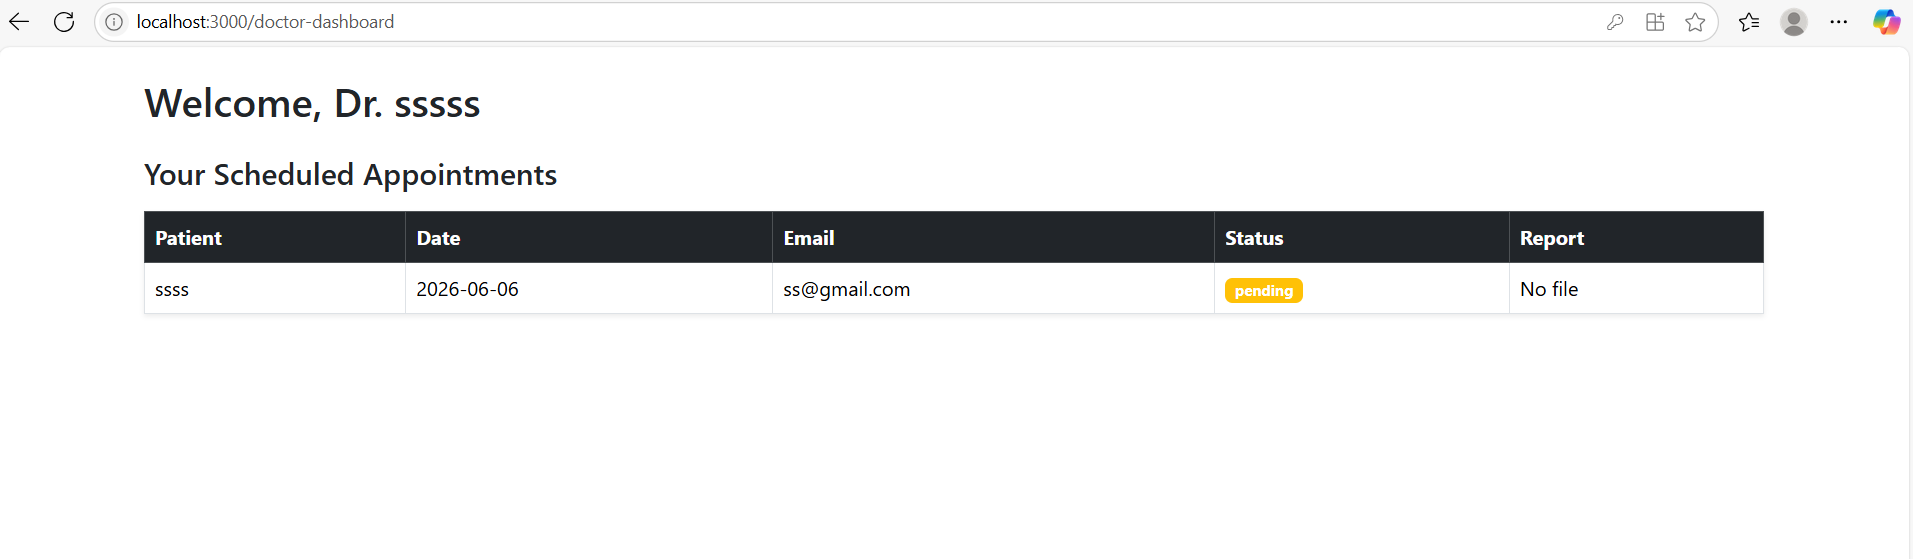 localhost:3000/doctor-dashboard
Welcome, Dr. sssss
Your Scheduled Appointments
Patient Date Email Status Report
ssss 2026-06-06 ss@gmail.com pending No file